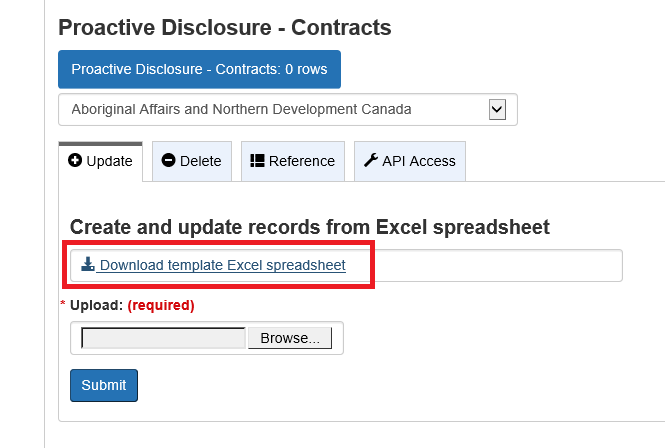 Proactive Disclosure - Contracts
Proactive Disclosure - Contracts: 0 rows
Aboriginal Affairs and Northern Development Canada
Update Delete Reference API Access
Create and update records from Excel spreadsheet
Download template Excel spreadsheet
* Upload: (required)
Browse...
Submit